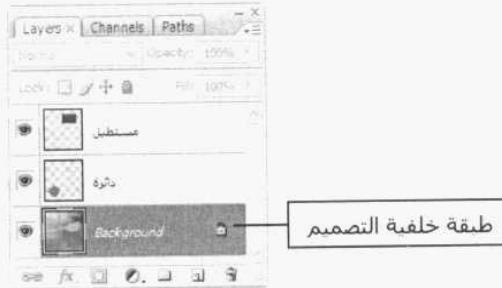 Layers × Channels Paths
Opacity: 100%
Lock: Fill: 100%
مستطيل
دائرة
Background
طبقة خلفية التصميم